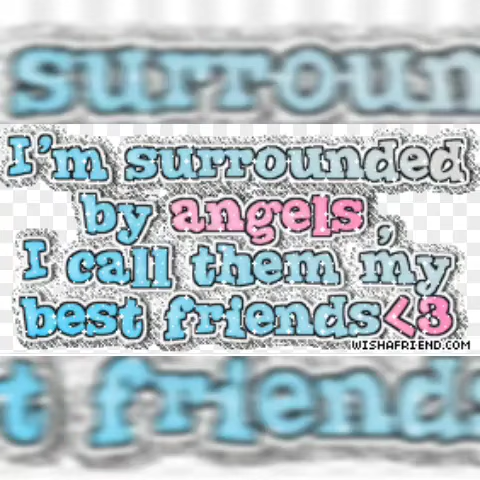 surroun
I'm surrounded
by angels,
I call them my
best friends<3
WISHAFRIEND.COM
t friends